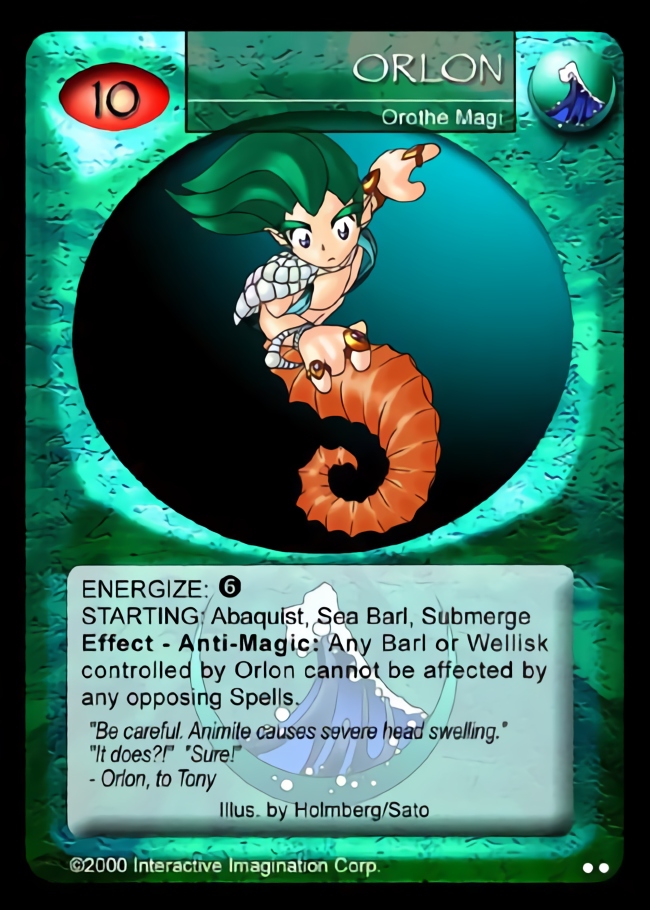 10
ORLON
Orothe Magi
ENERGIZE: ❻
STARTING: Abaquist, Sea Barl, Submerge
Effect - Anti-Magic: Any Barl or Wellisk
controlled by Orlon cannot be affected by
any opposing Spells.
"Be careful. Animite causes severe head swelling."
"It does?!" "Sure!"
- Orlon, to Tony
Illus. by Holmberg/Sato
©2000 Interactive Imagination Corp.